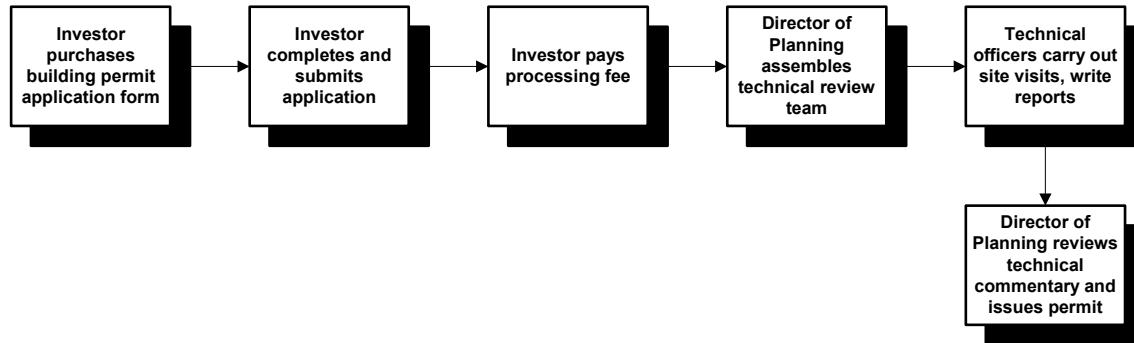 Investor
purchases
building permit
application form
Investor
completes and
submits
application
Investor pays
processing fee
Director of
Planning
assembles
technical review
team
Technical
officers carry out
site visits, write
reports
Director of
Planning reviews
technical
commentary and
issues permit